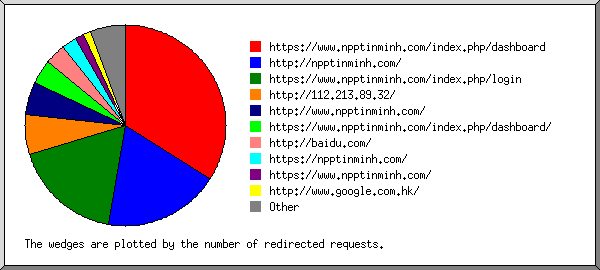 https://www.npptinminh.com/index.php/dashboard
http://npptinminh.com/
https://www.npptinminh.com/index.php/login
http://112.213.89.32/
http://www.npptinminh.com/
https://www.npptinminh.com/index.php/dashboard/
http://baidu.com/
https://npptinminh.com/
https://www.npptinminh.com/
http://www.google.com.hk/
Other
The wedges are plotted by the number of redirected requests.